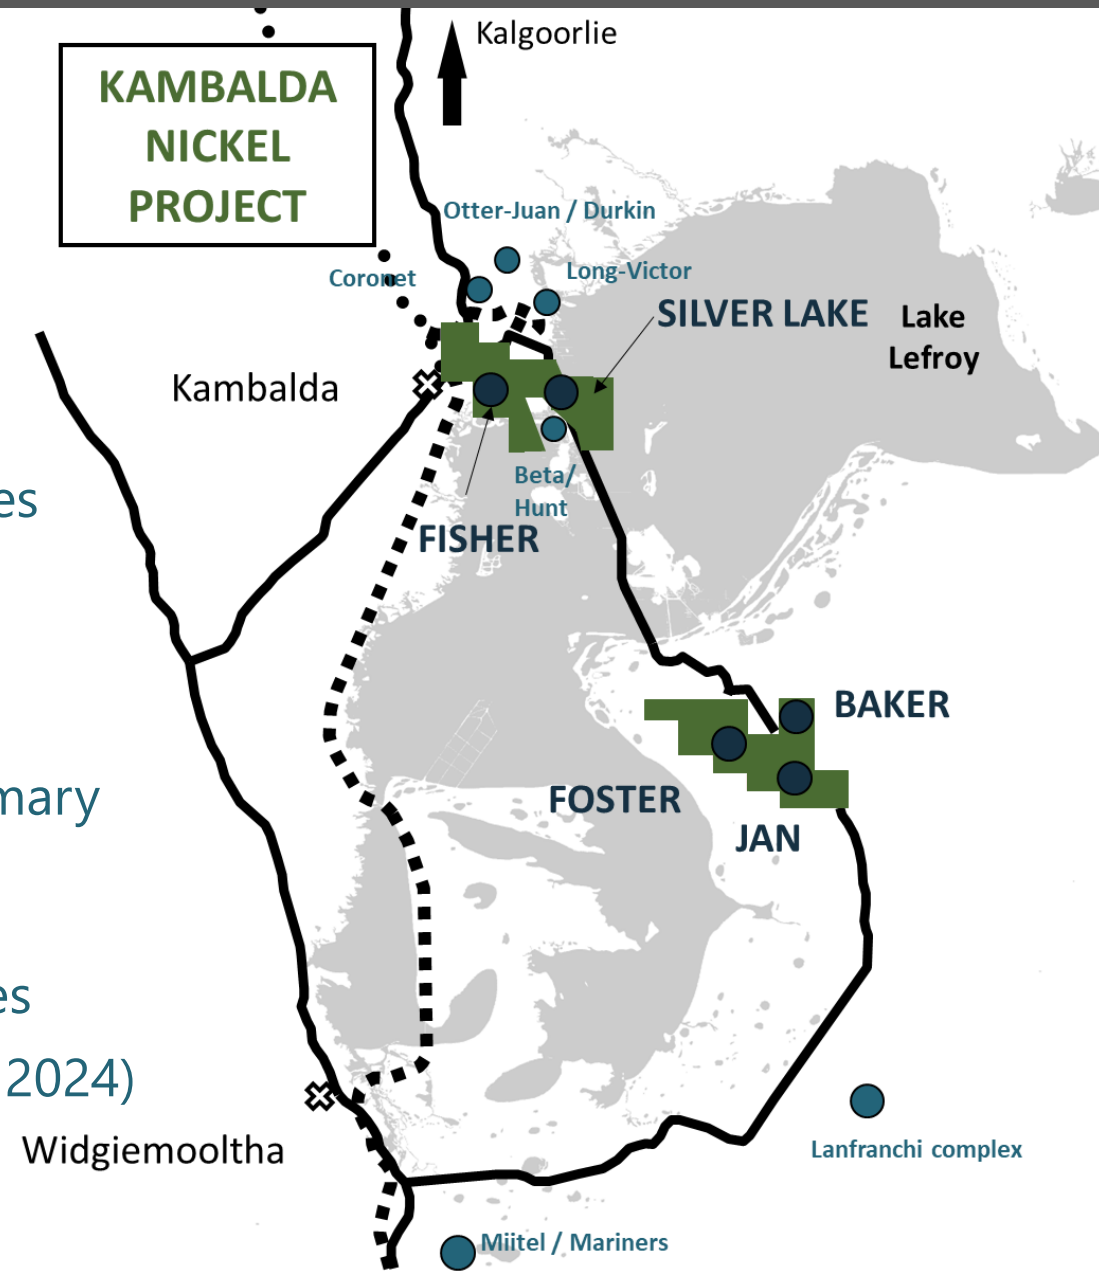 Kalgoorlie
KAMBALDA
NICKEL
PROJECT
Otter-Juan / Durkin
Coronet
Long-Victor
SILVER LAKE
Lake
Lefroy
Kambalda
Beta/
Hunt
es
FISHER
BAKER
mary
FOSTER
JAN
es
2024)
Widgiemooltha
Lanfranchi complex
Miitel / Mariners